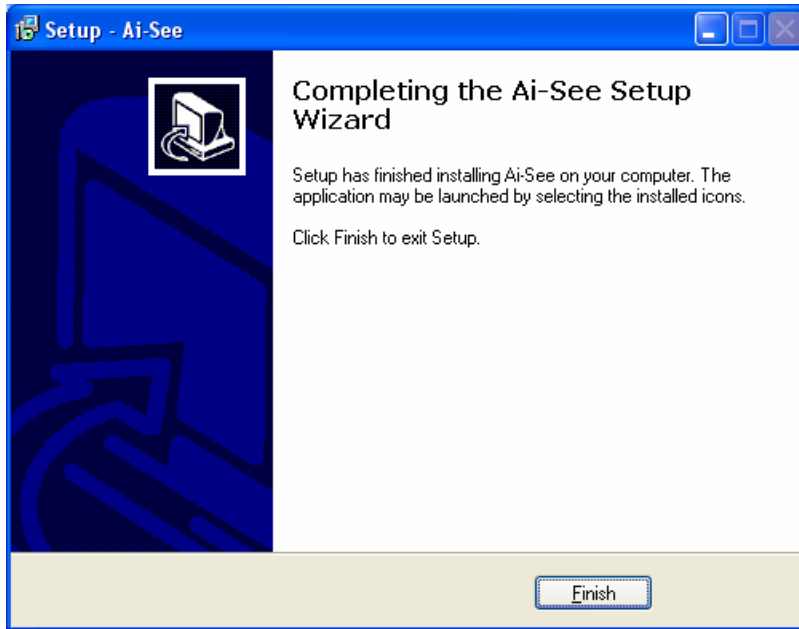 Setup - Ai-See
Completing the Ai-See Setup
Wizard
Setup has finished installing Ai-See on your computer. The
application may be launched by selecting the installed icons.
Click Finish to exit Setup.
Finish